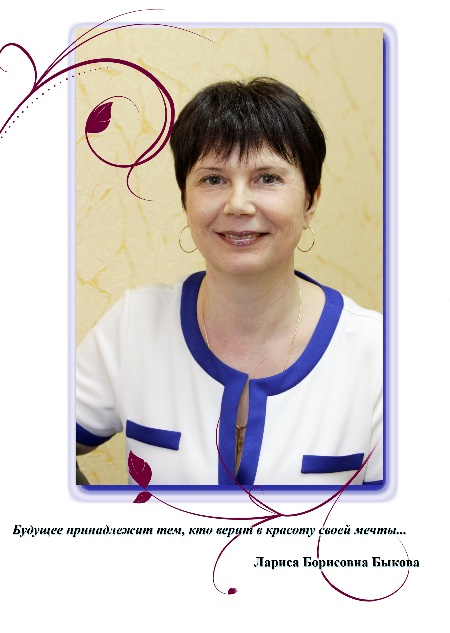 Будущее принадлежит тем, кто верит в красоту своей мечты...
Лариса Борисовна Быкова